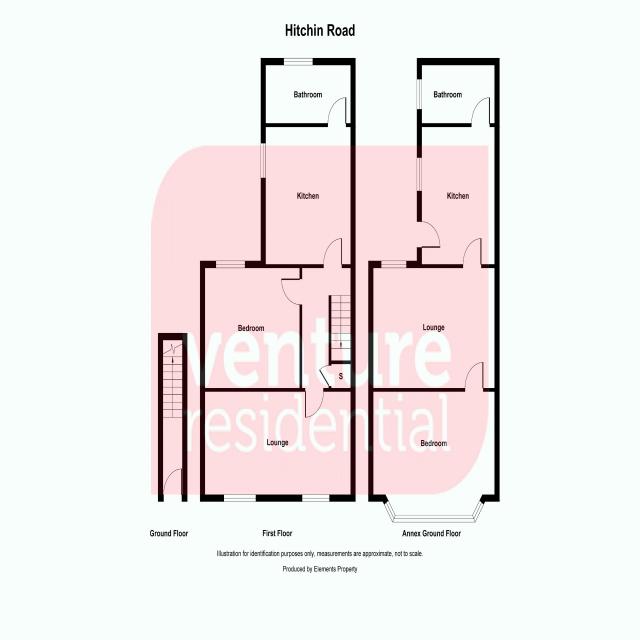 Hitchin Road
Bathroom
Bathroom
Kitchen
Kitchen
Bedroom
Lounge
venture
S
residential
Lounge
Bedroom
Ground Floor
First Floor
Annex Ground Floor
Illustration for identification purposes only, measurements are approximate, not to scale.
Produced by Elements Property